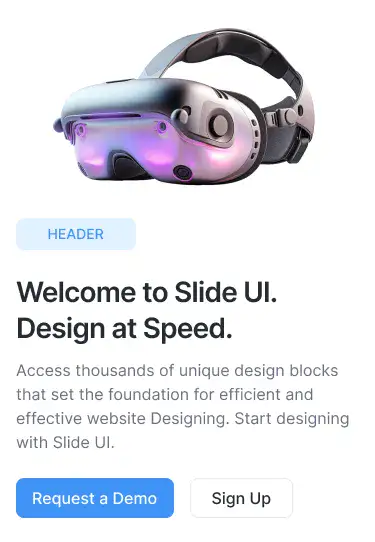 HEADER
Welcome to Slide UI.
Design at Speed.
Access thousands of unique design blocks
that set the foundation for efficient and
effective website Designing. Start designing
with Slide UI.
Request a Demo
Sign Up